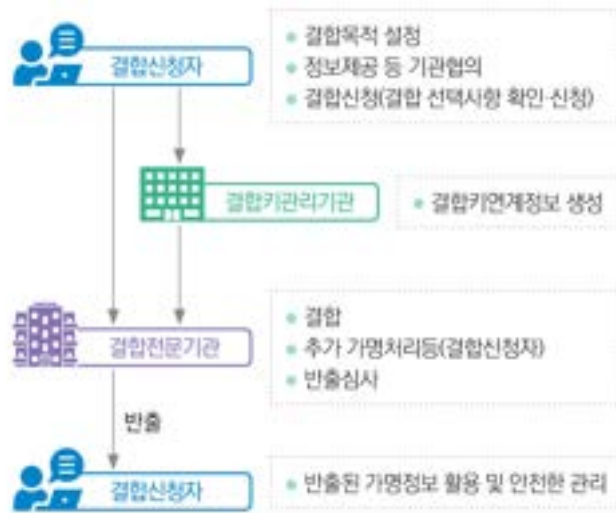 결합신청자
• 결합목적 설정
• 정보제공 등 기관협의
• 결합신청(결합 선택사항 확인·신청)
결합키관리기관
• 결합키연계정보 생성
결합전문기관
• 결합
• 추가 가명처리등(결합신청자)
• 반출심사
반출
결합신청자
• 반출된 가명정보 활용 및 안전한 관리